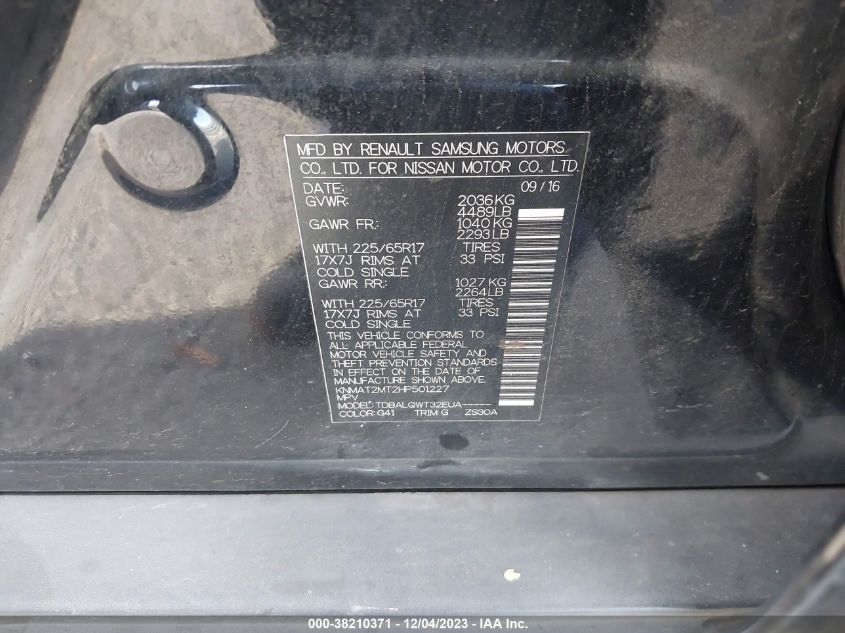 MFD BY RENAULT SAMSUNG MOTORS
CO., LTD. FOR NISSAN MOTOR CO., LTD.
DATE: 09/16
GVWR: 2036KG
4489LB
GAWR FR: 1040KG
2293LB
WITH 225/65R17 TIRES
17X7J RIMS AT 33 PSI
COLD SINGLE
GAWR RR: 1027 KG
2264LB
WITH 225/65R17 TIRES
17X7J RIMS AT 33 PSI
COLD SINGLE
THIS VEHICLE CONFORMS TO
ALL APPLICABLE FEDERAL
MOTOR VEHICLE SAFETY AND
THEFT PREVENTION STANDARDS
IN EFFECT ON THE DATE OF
MANUFACTURE SHOWN ABOVE.
KNMAT2MT2HP501227
MPV
MODEL: TDBALQWT32EUA-----
COLOR: G41 TRIM: G ZS30A
000-38210371 - 12/04/2023 - IAA Inc.